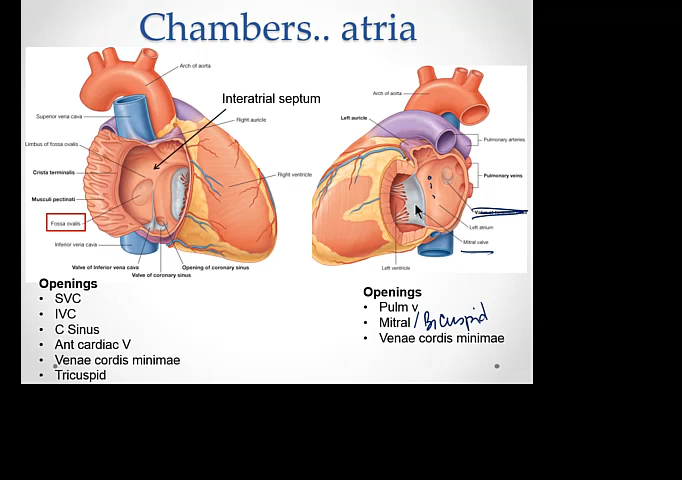 Chambers.. atria
Arch of aorta
Interatrial septum
Superior vena cava
Right auricle
Limbus of fossa ovalis
Crista terminalis
Right ventricle
Musculi pectinati
Fossa ovalis
Inferior vena cava
Valve of inferior vena cava
Opening of coronary sinus
Valve of coronary sinus
Arch of aorta
Left auricle
Pulmonary arteries
Pulmonary veins
Left atrium
Mitral valve
Left ventricle
Openings
• SVC
• IVC
• C Sinus
• Ant cardiac V
• Venae cordis minimae
• Tricuspid
Openings
• Pulm v
• Mitral / Bicuspid
• Venae cordis minimae